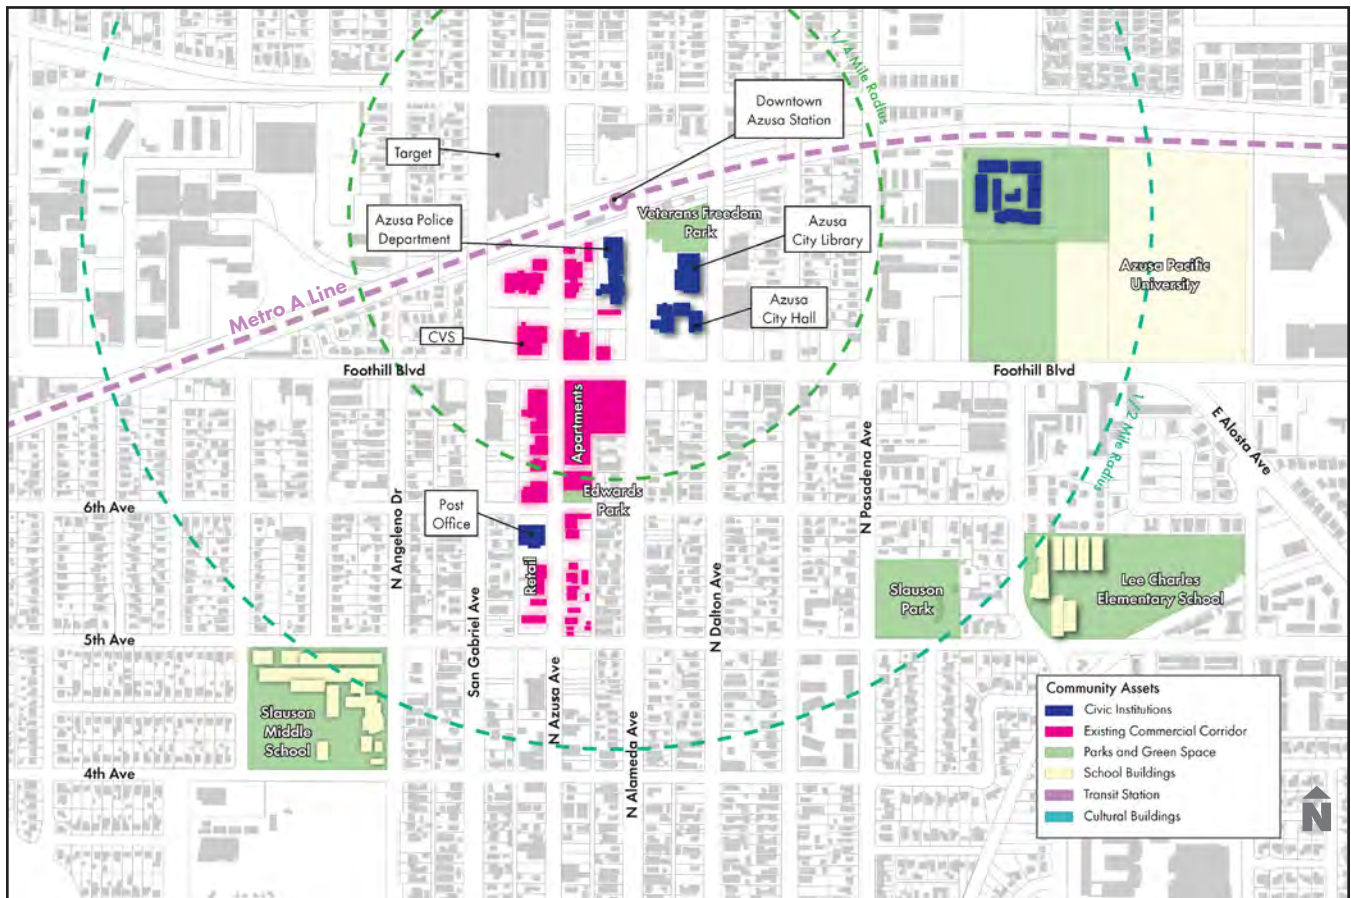 1/4 Mile Radius
Downtown
Azusa Station
Target
Azusa Police
Department
Veterans Freedom
Park
Azusa
City Library
Azusa Pacific
University
Metro A Line
Azusa
City Hall
CVS
Foothill Blvd
Foothill Blvd
Apartments
1/2 Mile Radius
E Alosta Ave
N Pasadena Ave
Edwards
Park
6th Ave
N Angeleno Dr
Post
Office
Retail
Slauson
Park
Lee Charles
Elementary School
N Dalton Ave
San Gabriel Ave
5th Ave
N Azusa Ave
N Alameda Ave
Slauson
Middle
School
4th Ave
Community Assets
Civic Institutions
Existing Commercial Corridor
Parks and Green Space
School Buildings
Transit Station
Cultural Buildings
N